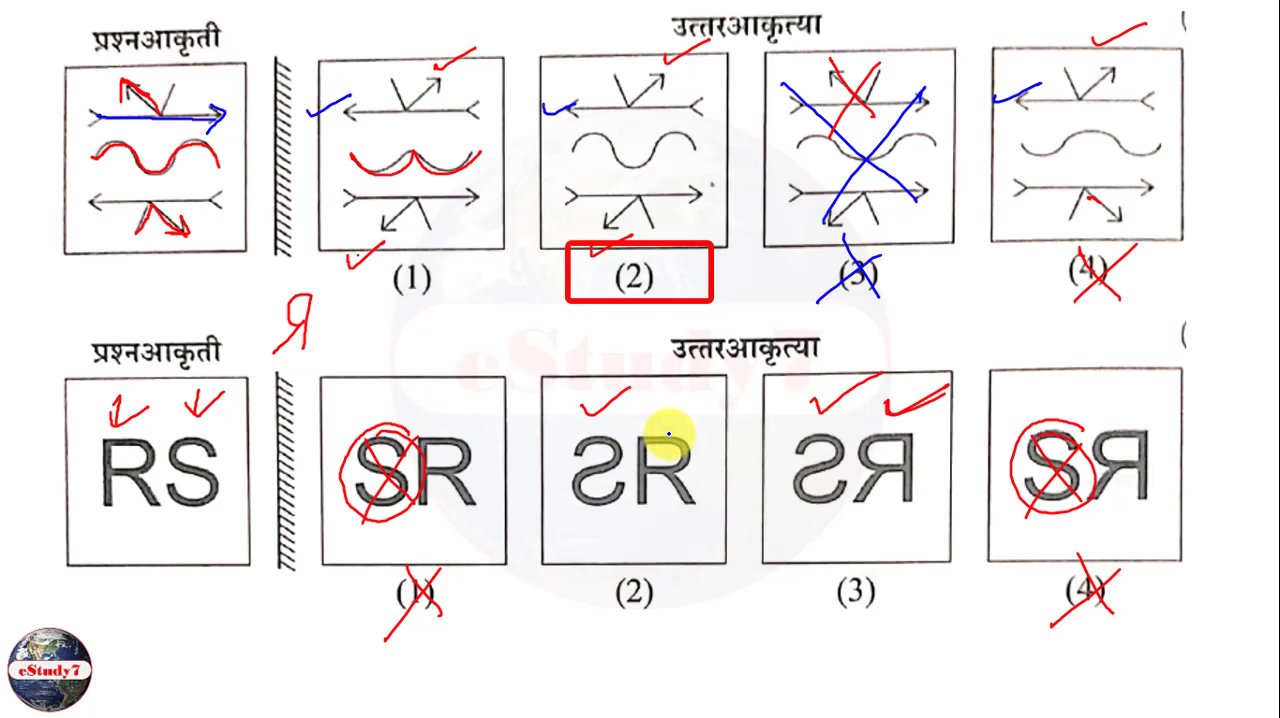 प्रश्नआकृती
उत्तरआकृत्या
(1) (2) (3) (4)
Я
प्रश्नआकृती
उत्तरआकृत्या
RS
SR
ƧR
ƧЯ
SЯ
(1) (2) (3) (4)
eStudy7
eStudy7